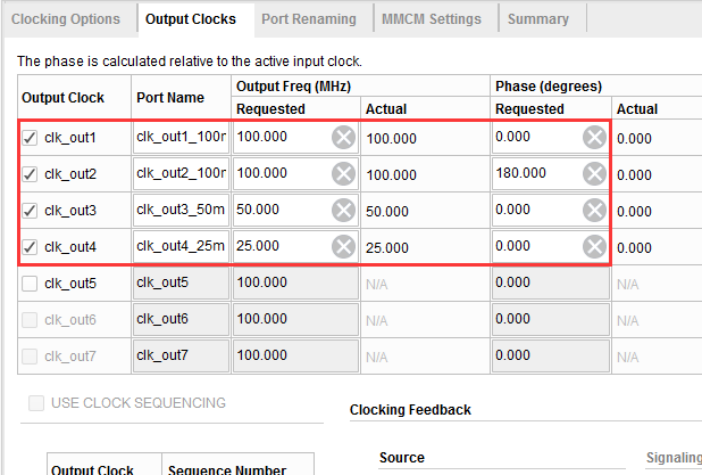 Clocking Options Output Clocks Port Renaming MMCM Settings Summary
The phase is calculated relative to the active input clock.
Output Clock Port Name Output Freq (MHz) Phase (degrees)
Requested Actual Requested Actual
clk_out1 clk_out1_100r 100.000 100.000 0.000 0.000
clk_out2 clk_out2_100r 100.000 100.000 180.000 0.000
clk_out3 clk_out3_50m 50.000 50.000 0.000 0.000
clk_out4 clk_out4_25m 25.000 25.000 0.000 0.000
clk_out5 clk_out5 100.000 N/A 0.000 N/A
clk_out6 clk_out6 100.000 N/A 0.000 N/A
clk_out7 clk_out7 100.000 N/A 0.000 N/A
USE CLOCK SEQUENCING
Clocking Feedback
Source Signaling
Output Clock Sequence Number